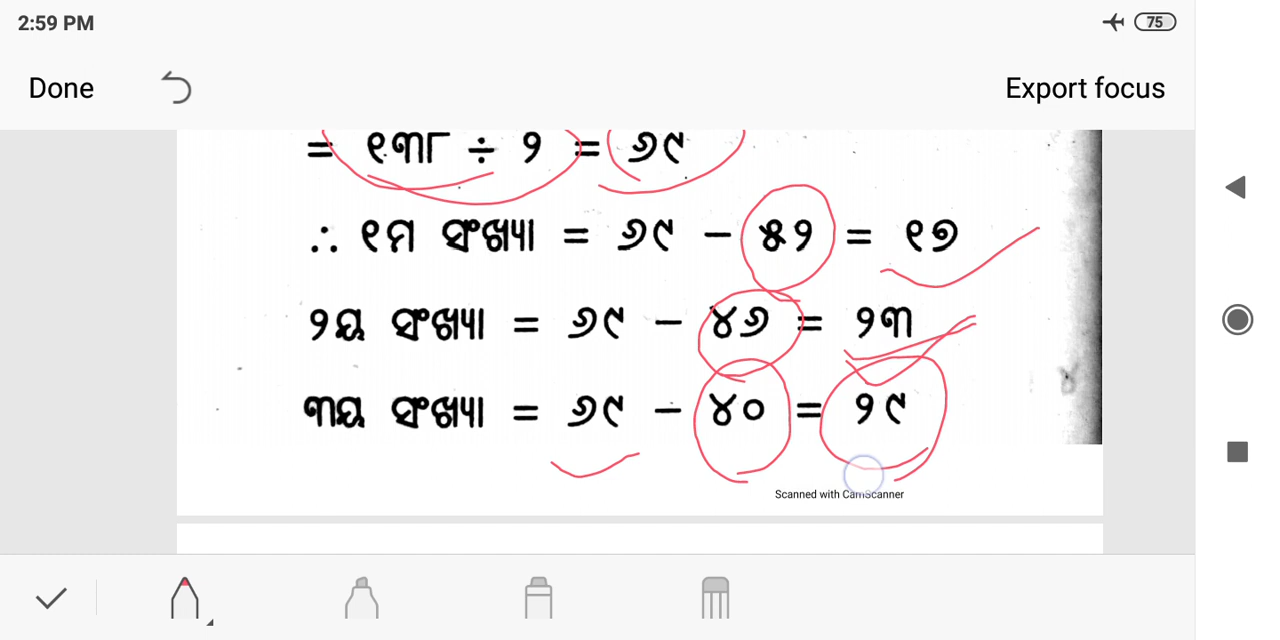 2:59 PM
75
Done
Export focus
= ୧୩୮ ÷ ୨ = ୬୯
∴ ୧ମ ସଂଖ୍ୟା = ୬୯ − ୫୨ = ୧୭
୨ୟ ସଂଖ୍ୟା = ୬୯ − ୪୬ = ୨୩
୩ୟ ସଂଖ୍ୟା = ୬୯ − ୪୦ = ୨୯
Scanned with CamScanner